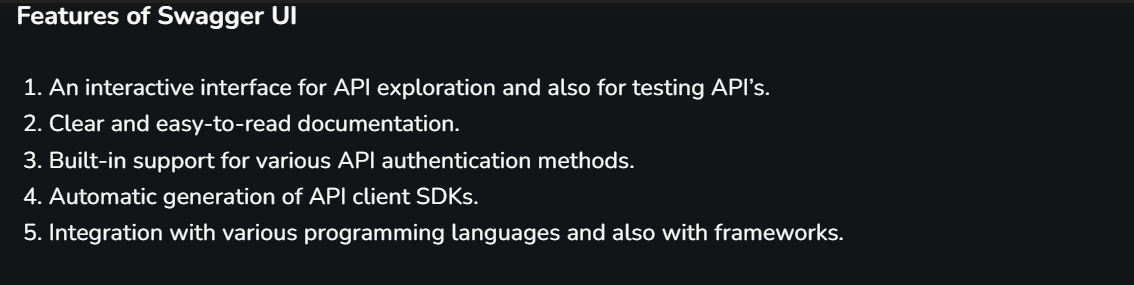 Features of Swagger UI
1. An interactive interface for API exploration and also for testing API’s.
2. Clear and easy-to-read documentation.
3. Built-in support for various API authentication methods.
4. Automatic generation of API client SDKs.
5. Integration with various programming languages and also with frameworks.